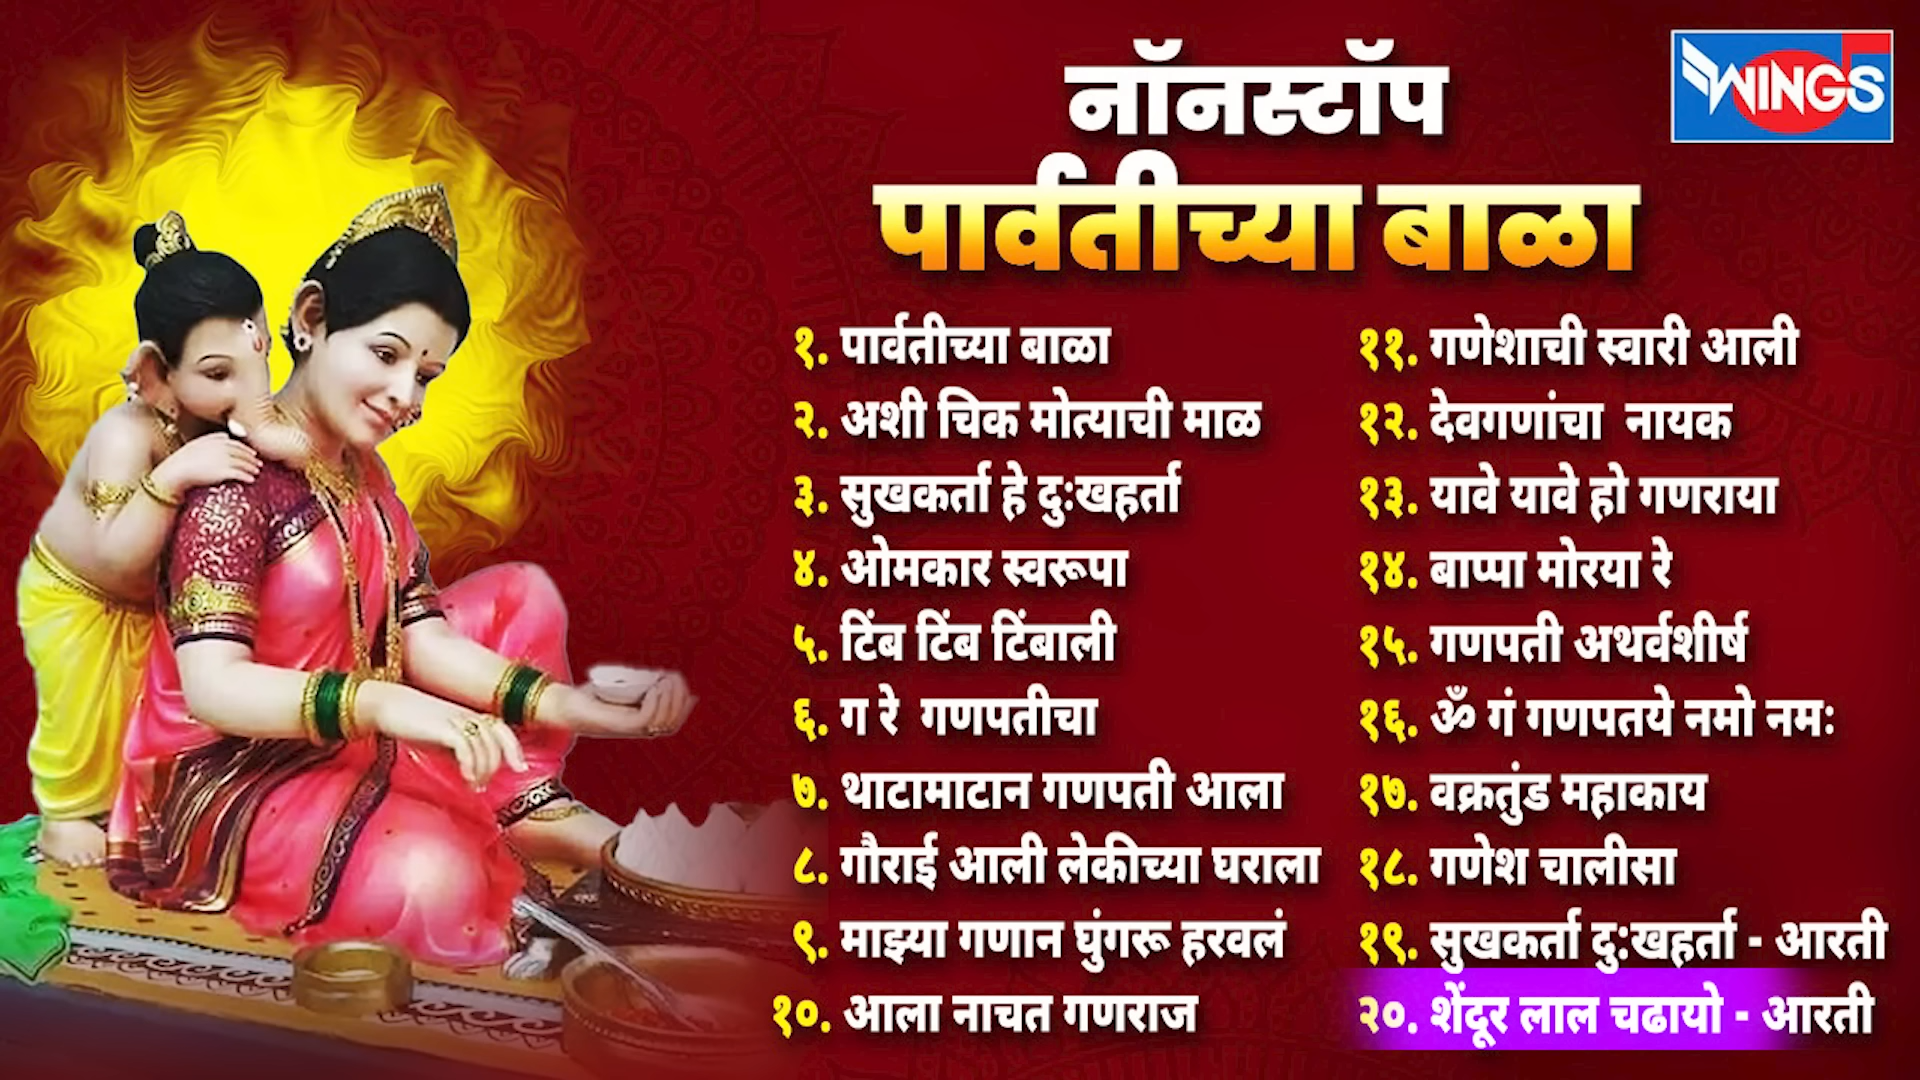 नॉनस्टॉप
WINGS
पार्वतीच्या बाळा
१. पार्वतीच्या बाळा
२. अशी चिक मोत्याची माळ
३. सुखकर्ता हे दुःखहर्ता
४. ओमकार स्वरूपा
५. टिंब टिंब टिंबाली
६. ग रे गणपतीचा
७. थाटामाटान गणपती आला
८. गौराई आली लेकीच्या घराला
९. माझ्या गणान घुंगरू हरवलं
१०. आला नाचत गणराज
११. गणेशाची स्वारी आली
१२. देवगणांचा नायक
१३. यावे यावे हो गणराया
१४. बाप्पा मोरया रे
१५. गणपती अथर्वशीर्ष
१६. ॐ गं गणपतये नमो नमः
१७. वक्रतुंड महाकाय
१८. गणेश चालीसा
१९. सुखकर्ता दुःखहर्ता - आरती
२०. शेंदूर लाल चढायो - आरती